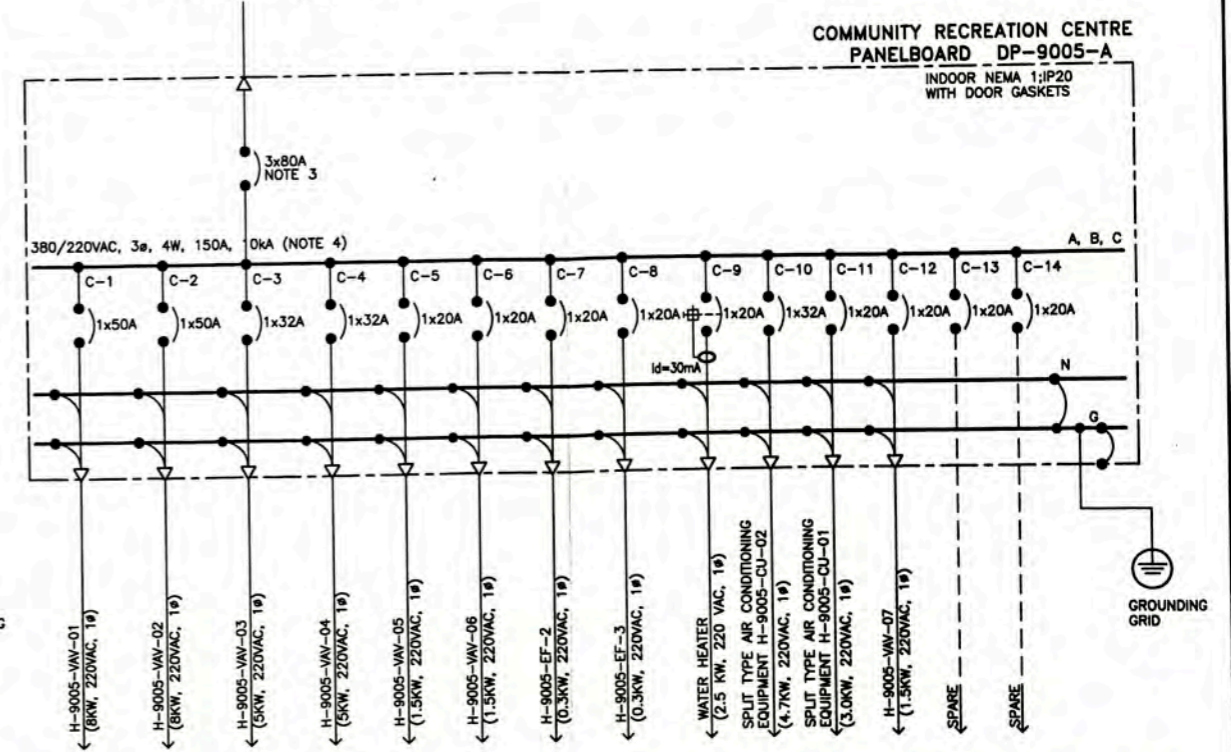 COMMUNITY RECREATION CENTRE
PANELBOARD DP-9005-A
INDOOR NEMA 1;IP20
WITH DOOR GASKETS
3x80A
NOTE 3
380/220VAC, 3ø, 4W, 150A, 0kA (NOTE 4)
A, B, C
C-1
C-2
C-3
C-4
C-5
C-6
C-7
C-8
C-9
C-10
C-11
C-12
C-13
C-14
1x50A
1x50A
1x32A
1x32A
1x20A
1x20A
1x20A
1x20A
1x20A
1x32A
1x20A
1x20A
1x20A
1x20A
Id=30mA
N
G
H-9005-VAV-01
(8KW, 220VAC, 1ø)
H-9005-VAV-02
(8KW, 220VAC, 1ø)
H-9005-VAV-03
(5KW, 220VAC, 1ø)
H-9005-VAV-04
(5KW, 220VAC, 1ø)
H-9005-VAV-05
(1.5KW, 220VAC, 1ø)
H-9005-VAV-06
(1.5KW, 220VAC, 1ø)
H-9005-EF-2
(0.3KW, 220VAC, 1ø)
H-9005-EF-3
(0.3KW, 220VAC, 1ø)
WATER HEATER
(2.5 KW, 220 VAC, 1ø)
SPLIT TYPE AIR CONDITIONING
EQUIPMENT H-9005-CU-02
(4.7KW, 220VAC, 1ø)
SPLIT TYPE AIR CONDITIONING
EQUIPMENT H-9005-CU-01
(3.0KW, 220VAC, 1ø)
H-9005-VAV-07
(1.5KW, 220VAC, 1ø)
SPARE
SPARE
GROUNDING
GRID